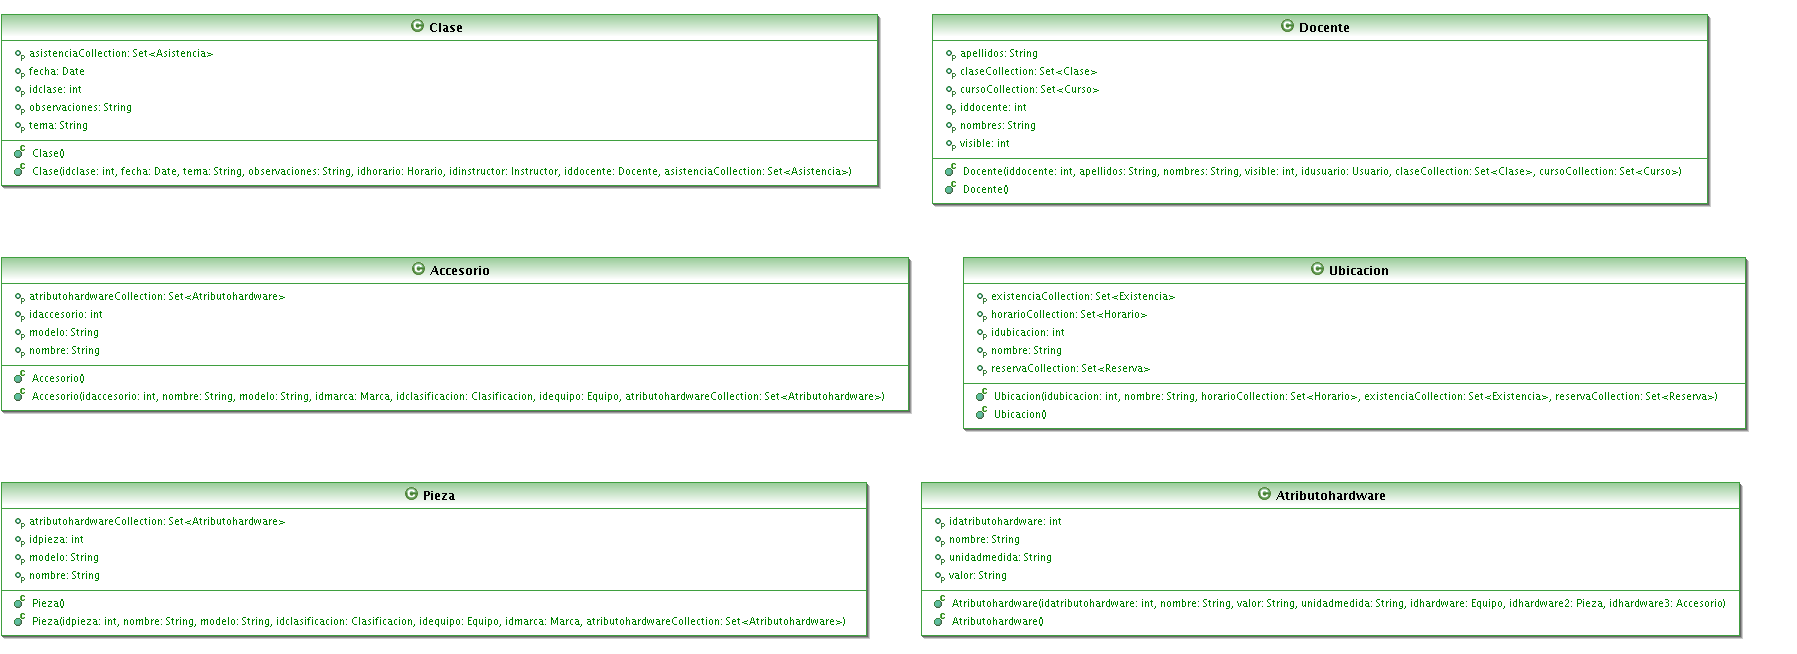 Clase
asistenciaCollection: Set<Asistencia>
fecha: Date
idclase: int
observaciones: String
tema: String
Clase()
Clase(idclase: int, fecha: Date, tema: String, observaciones: String, idhorario: Horario, idinstructor: Instructor, iddocente: Docente, asistenciaCollection: Set<Asistencia>)
Docente
apellidos: String
claseCollection: Set<Clase>
cursoCollection: Set<Curso>
iddocente: int
nombres: String
visible: int
Docente(iddocente: int, apellidos: String, nombres: String, visible: int, idusuario: Usuario, claseCollection: Set<Clase>, cursoCollection: Set<Curso>)
Docente()
Accesorio
atributohardwareCollection: Set<Atributohardware>
idaccesorio: int
modelo: String
nombre: String
Accesorio()
Accesorio(idaccesorio: int, nombre: String, modelo: String, idmarca: Marca, idclasificacion: Clasificacion, idequipo: Equipo, atributohardwareCollection: Set<Atributohardware>)
Ubicacion
existenciaCollection: Set<Existencia>
horarioCollection: Set<Horario>
idubicacion: int
nombre: String
reservaCollection: Set<Reserva>
Ubicacion(idubicacion: int, nombre: String, horarioCollection: Set<Horario>, existenciaCollection: Set<Existencia>, reservaCollection: Set<Reserva>)
Ubicacion()
Pieza
atributohardwareCollection: Set<Atributohardware>
idpieza: int
modelo: String
nombre: String
Pieza()
Pieza(idpieza: int, nombre: String, modelo: String, idclasificacion: Clasificacion, idequipo: Equipo, idmarca: Marca, atributohardwareCollection: Set<Atributohardware>)
Atributohardware
idatributohardware: int
nombre: String
unidadmedida: String
valor: String
Atributohardware(idatributohardware: int, nombre: String, valor: String, unidadmedida: String, idhardware: Equipo, idhardware2: Pieza, idhardware3: Accesorio)
Atributohardware()